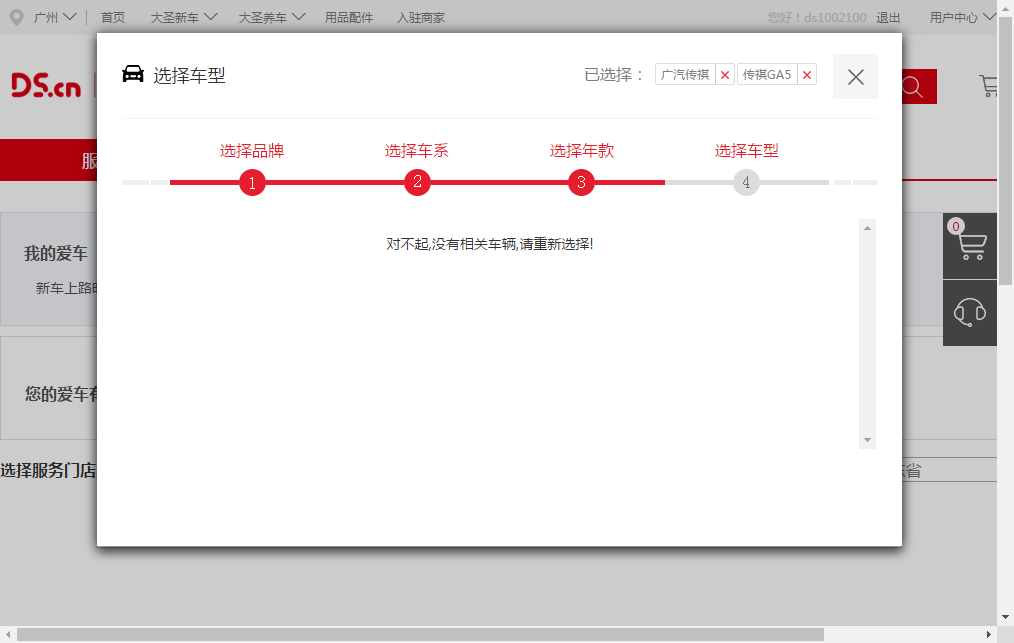 广州 首页 大圣新车 大圣养车 用品配件 入驻商家 您好！ds1002100 退出 用户中心
选择车型 已选择： 广汽传祺 × 传祺GA5 ×
DS.cn
选择品牌 选择车系 选择年款 选择车型
服
1 2 3 4
0
对不起,没有相关车辆,请重新选择!
我的爱车
新车上路
您的爱车有
选择服务门店
省